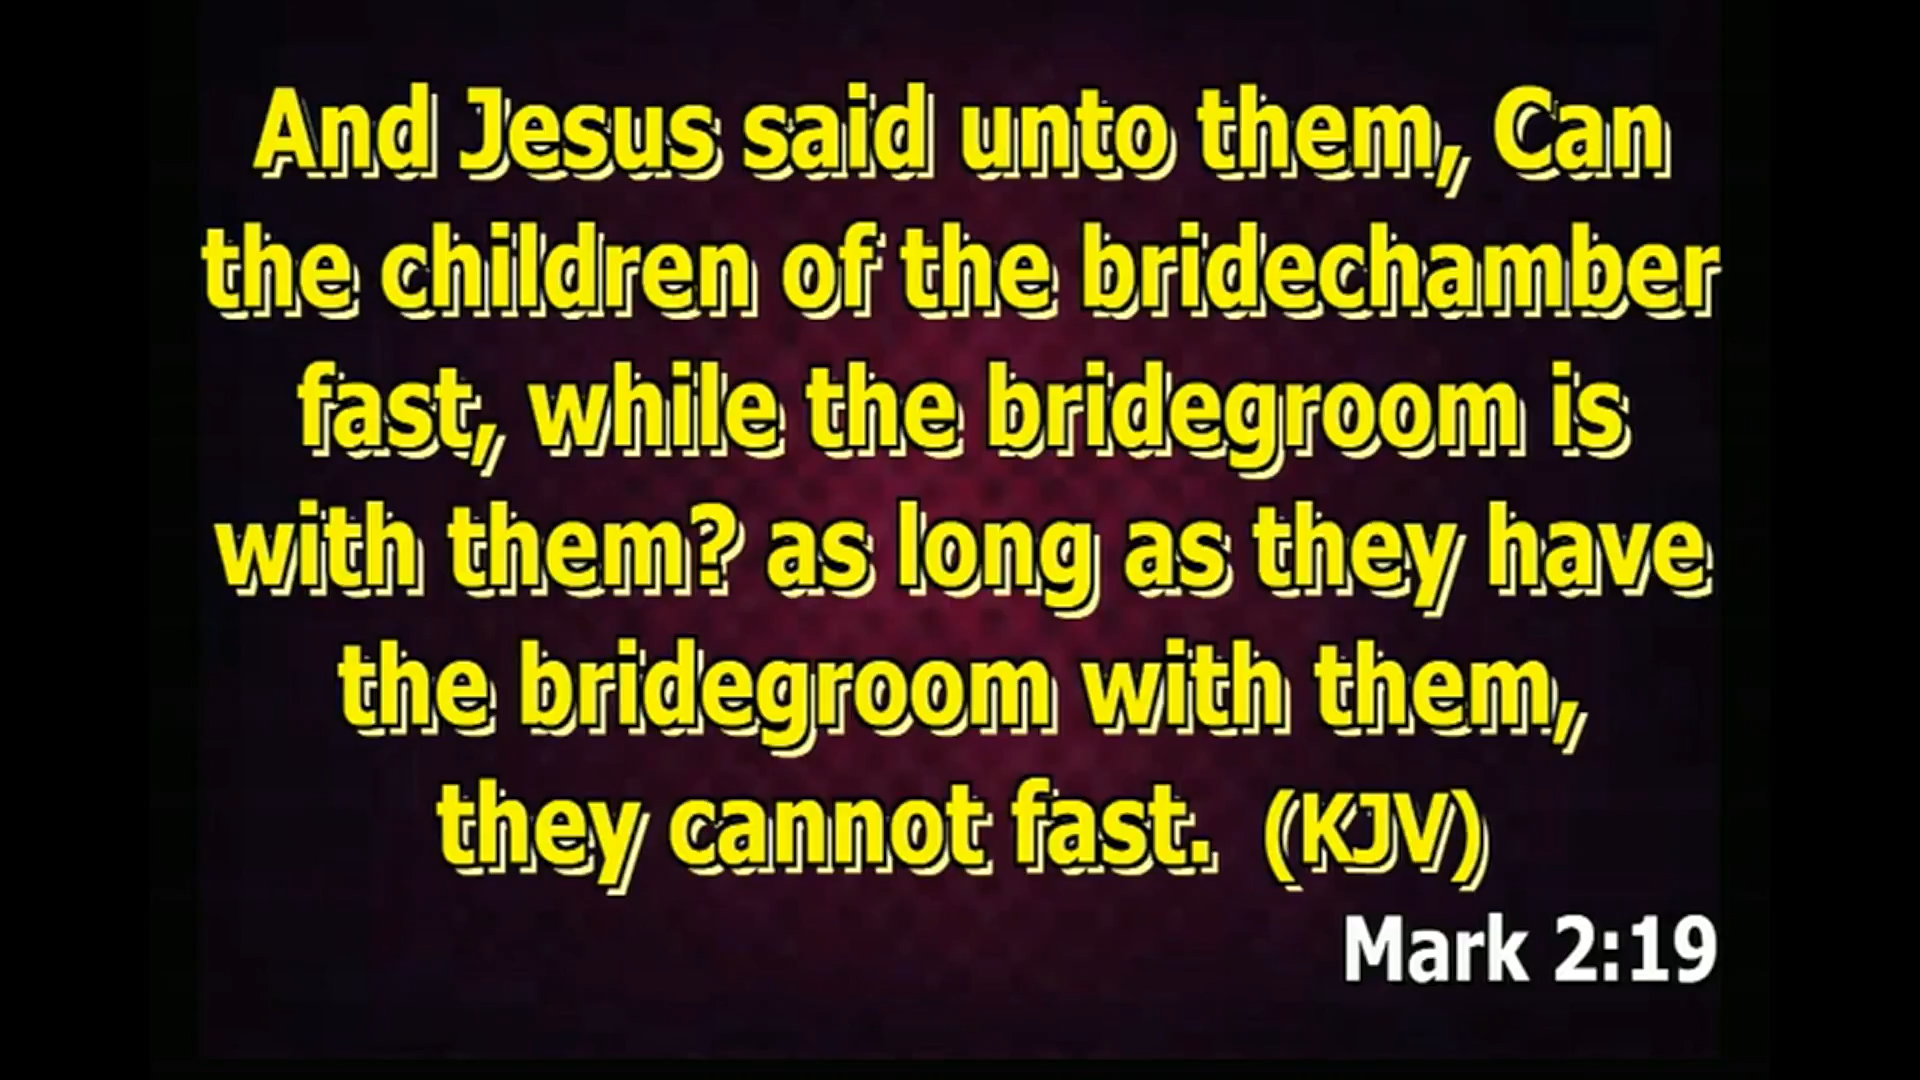 And Jesus said unto them, Can
the children of the bridechamber
fast, while the bridegroom is
with them? as long as they have
the bridegroom with them,
they cannot fast. (KJV)
Mark 2:19